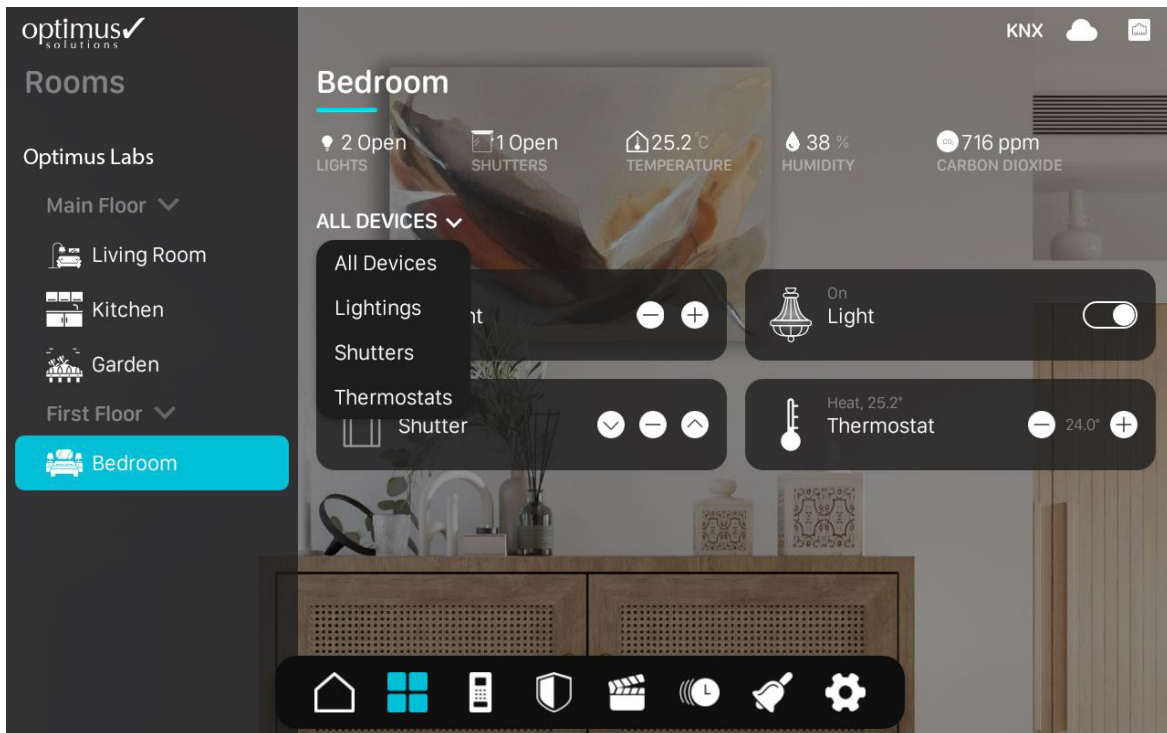 optimus✓
solutions
KNX
Rooms
Bedroom
2 Open
LIGHTS
1 Open
SHUTTERS
25.2 °C
TEMPERATURE
38 %
HUMIDITY
CO₂ 716 ppm
CARBON DIOXIDE
Optimus Labs
Main Floor
Living Room
Kitchen
Garden
First Floor
Bedroom
ALL DEVICES
All Devices
Lightings
Shutters
Thermostats
On
Light
Shutter
Heat, 25.2°
Thermostat
24.0°